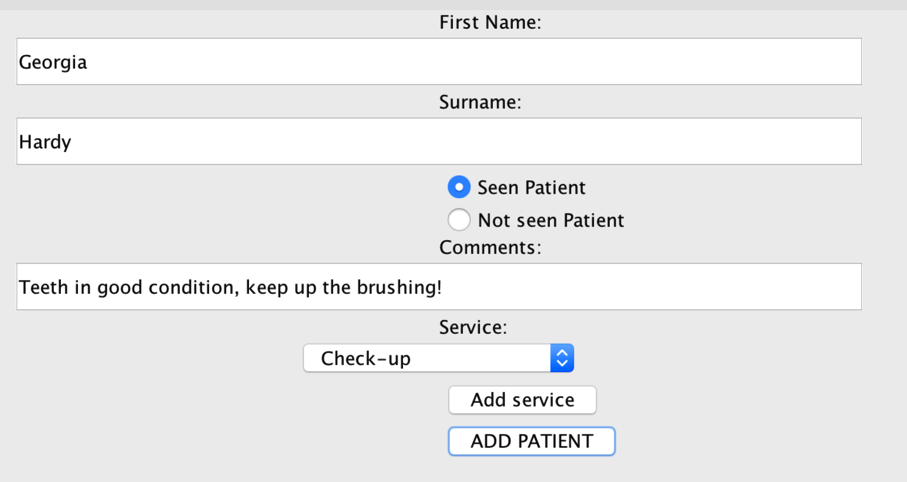 First Name:
Georgia
Surname:
Hardy
Seen Patient
Not seen Patient
Comments:
Teeth in good condition, keep up the brushing!
Service:
Check-up
Add service
ADD PATIENT